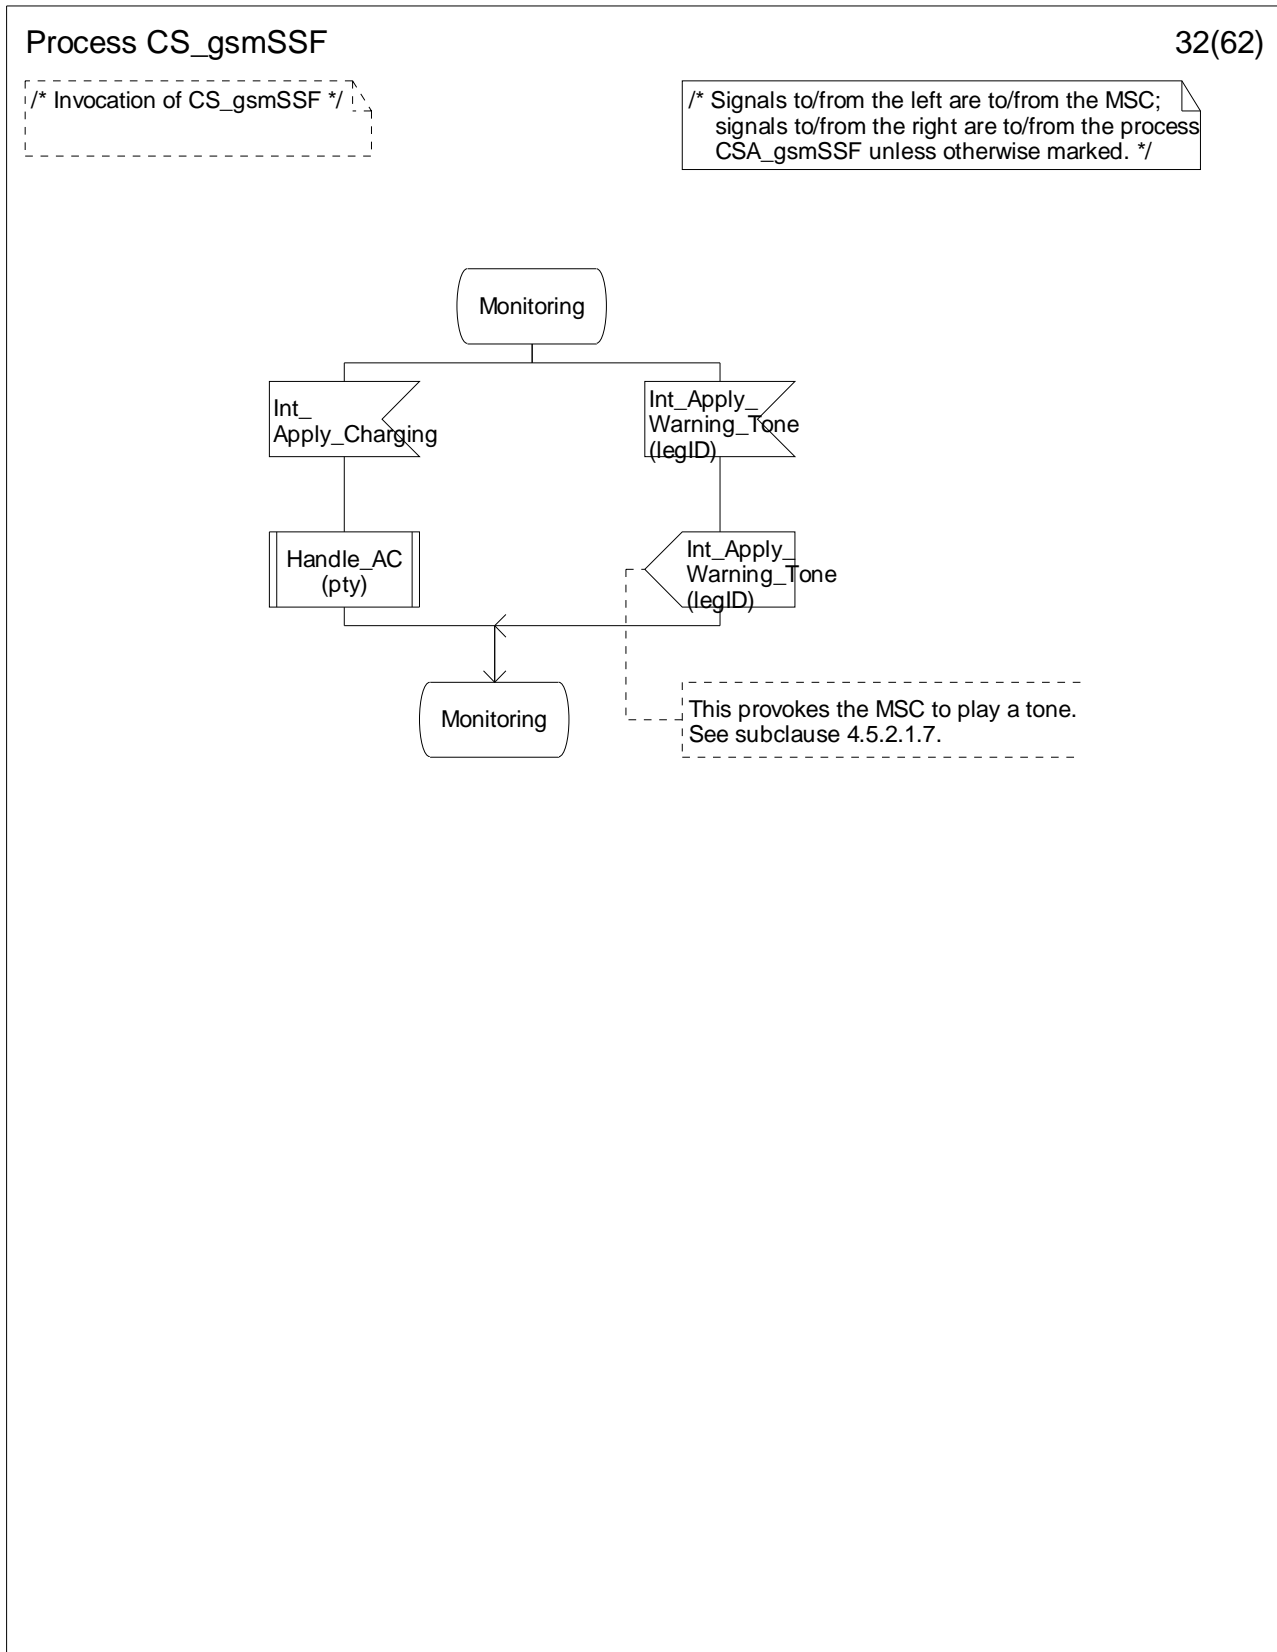 Process CS_gsmSSF
32(62)
/* Invocation of CS_gsmSSF */
/* Signals to/from the left are to/from the MSC;
signals to/from the right are to/from the process
CSA_gsmSSF unless otherwise marked. */
Monitoring
Int_
Apply_Charging
Int_Apply_
Warning_Tone
(legID)
Handle_AC
(pty)
Int_Apply_
Warning_Tone
(legID)
Monitoring
This provokes the MSC to play a tone.
See subclause 4.5.2.1.7.